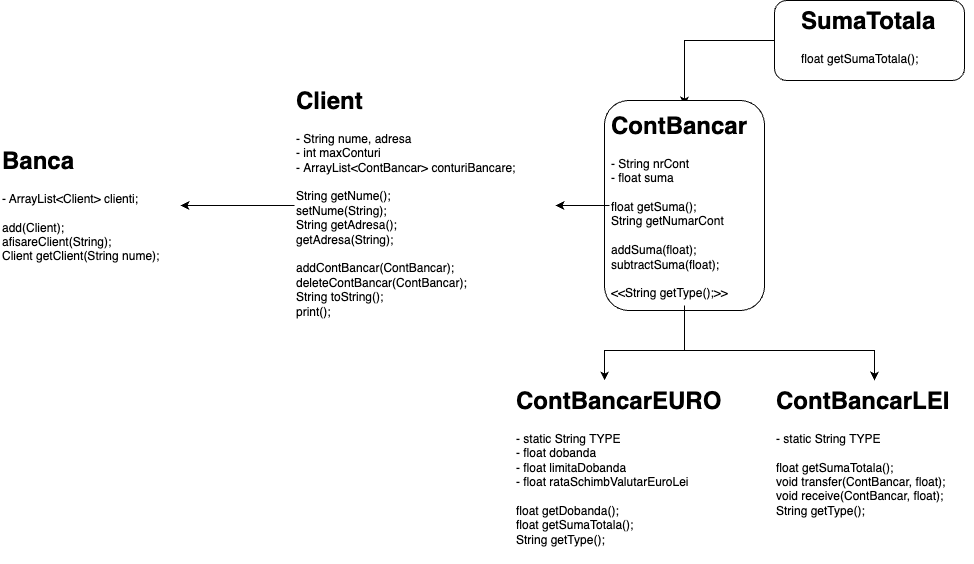 SumaTotala
float getSumaTotala();
Client
- String nume, adresa
- int maxConturi
- ArrayList<ContBancar> conturiBancare;
String getNume();
setNume(String);
String getAdresa();
getAdresa(String);
addContBancar(ContBancar);
deleteContBancar(ContBancar);
String toString();
print();
ContBancar
- String nrCont
- float suma
float getSuma();
String getNumarCont
addSuma(float);
subtractSuma(float);
<<String getType();>>
Banca
- ArrayList<Client> clienti;
add(Client);
afisareClient(String);
Client getClient(String nume);
ContBancarEURO
- static String TYPE
- float dobanda
- float limitaDobanda
- float rataSchimbValutarEuroLei
float getDobanda();
float getSumaTotala();
String getType();
ContBancarLEI
- static String TYPE
float getSumaTotala();
void transfer(ContBancar, float);
void receive(ContBancar, float);
String getType();